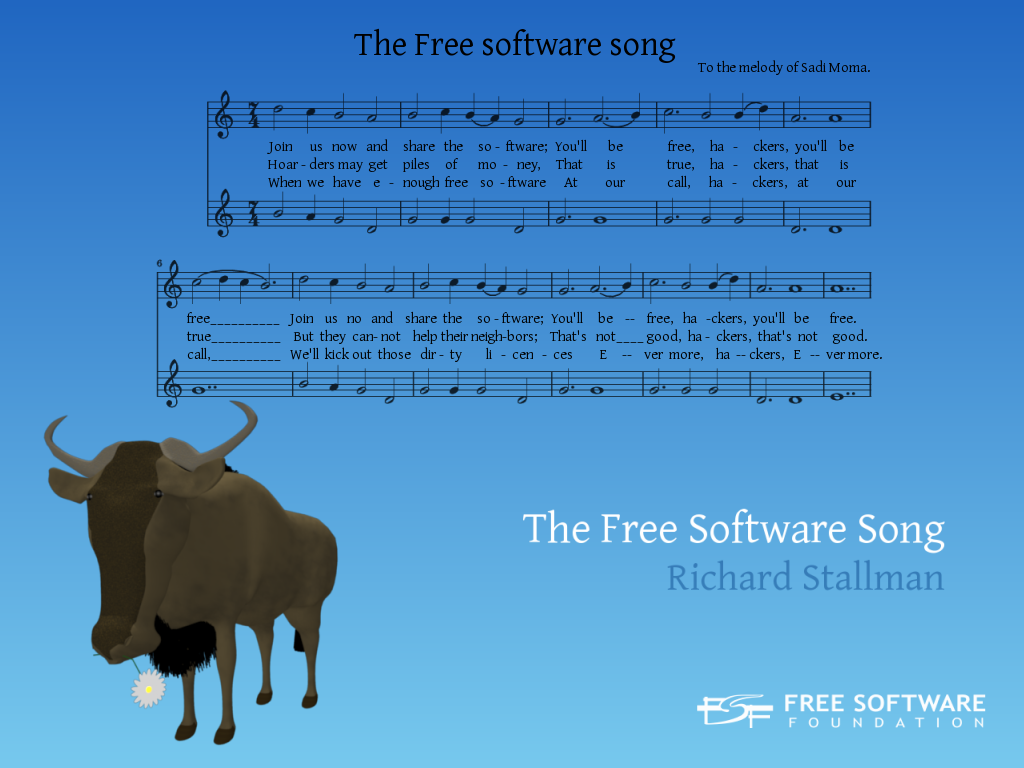 The Free software song
To the melody of Sadi Moma.
Join us now and share the so - ftware; You'll be free, ha - ckers, you'll be
Hoar - ders may get piles of mo - ney, That is true, ha - ckers, that is
When we have e - nough free so - ftware At our call, ha - ckers, at our
6
free__________ Join us no and share the so - ftware; You'll be -- free, ha -ckers, you'll be free.
true__________ But they can- not help their neigh-bors; That's not____ good, ha - ckers, that's not good.
call,__________ We'll kick out those dir - ty li - cen - ces E -- ver more, ha -- ckers, E -- ver more.
The Free Software Song
Richard Stallman
FSF FREE SOFTWARE
FOUNDATION